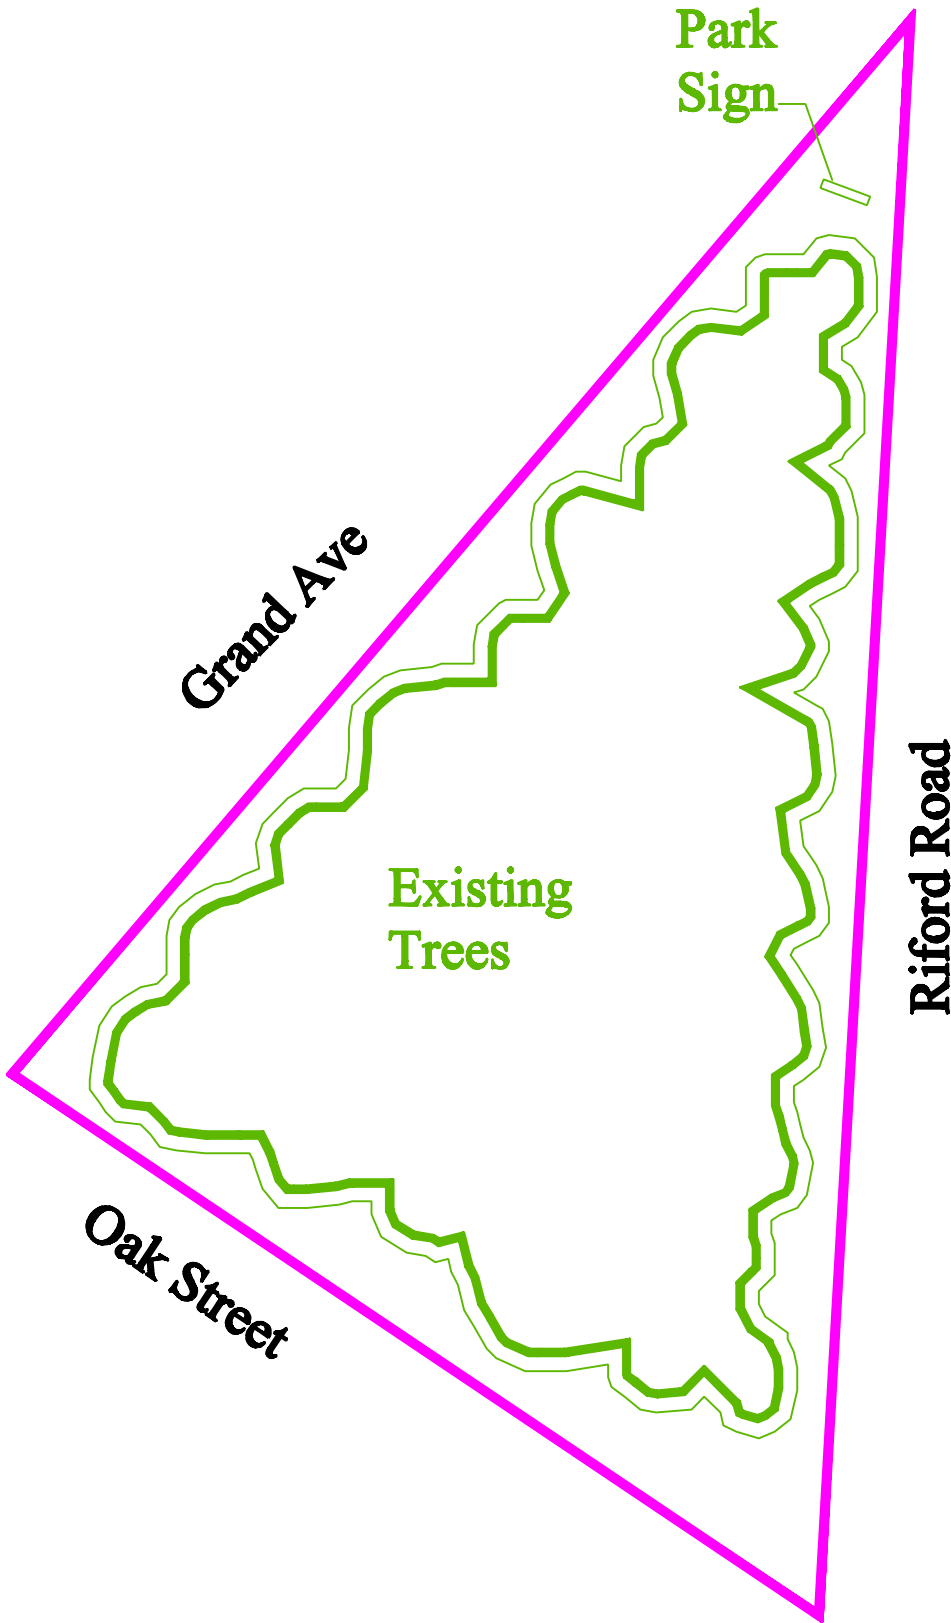 Park
Sign
Grand Ave
Existing
Trees
Riford Road
Oak Street